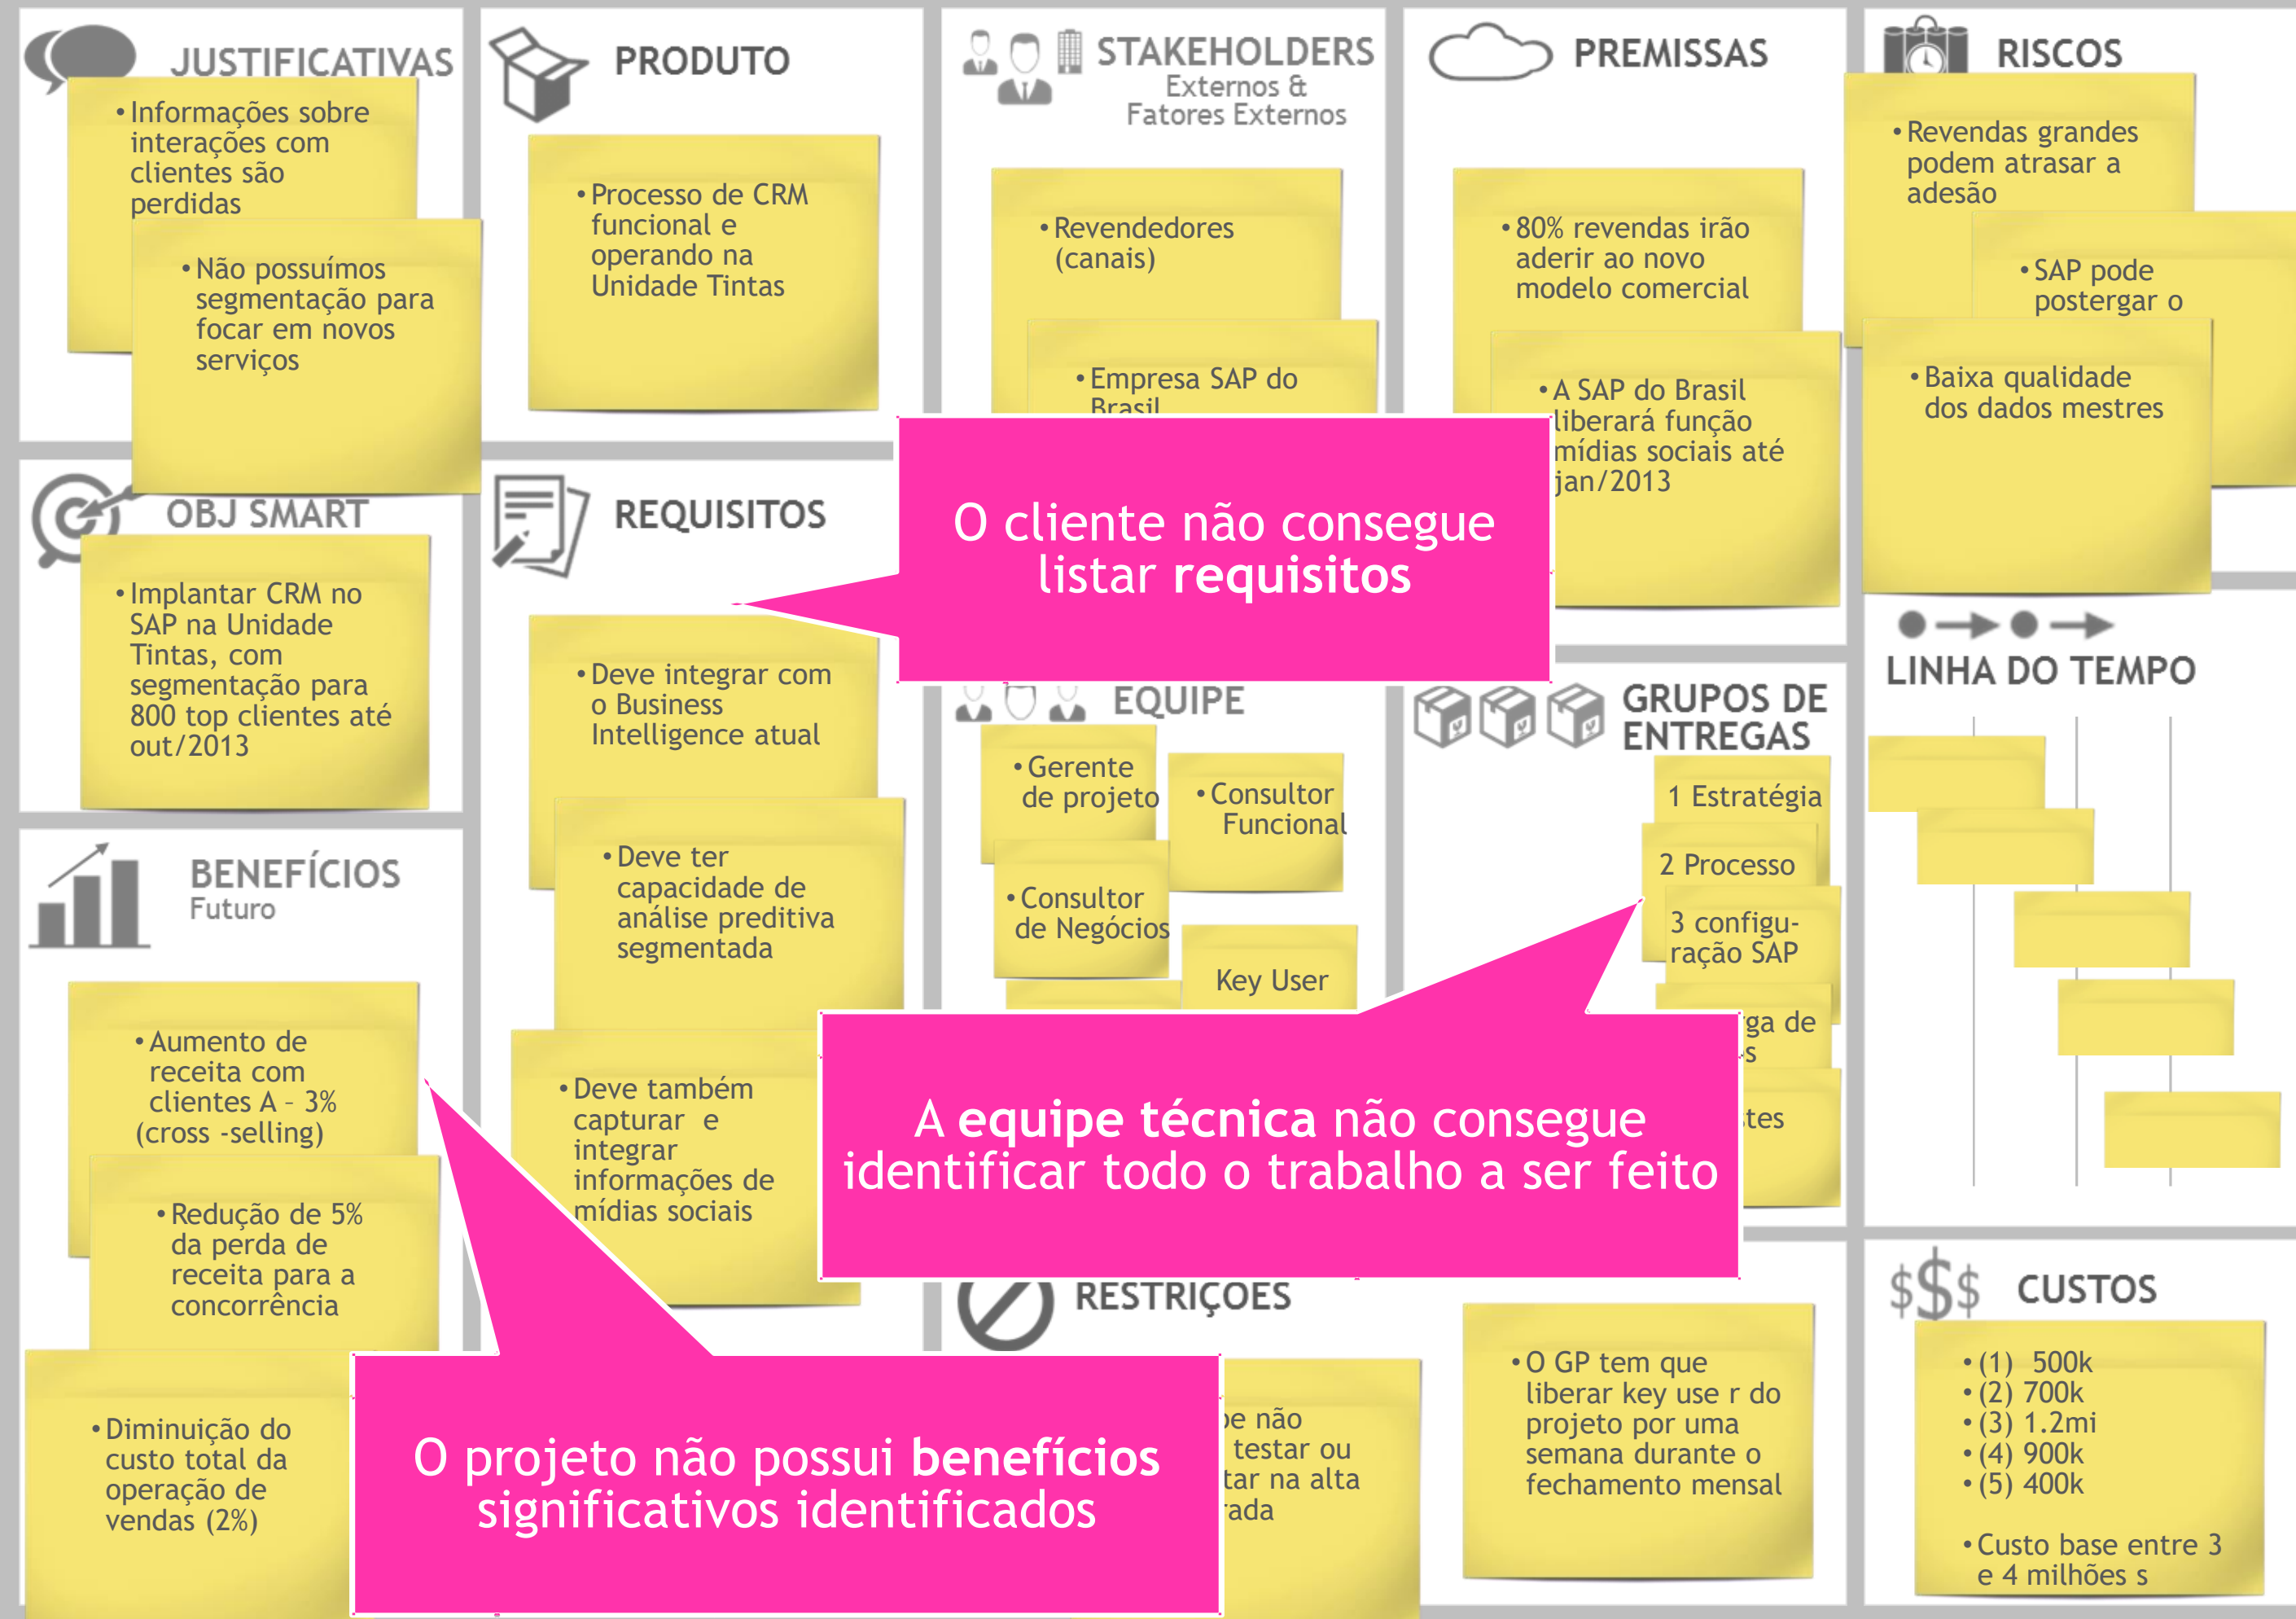 JUSTIFICATIVAS
• Informações sobre
interações com
clientes são
perdidas
• Não possuímos
segmentação para
focar em novos
serviços
PRODUTO
• Processo de CRM
funcional e
operando na
Unidade Tintas
STAKEHOLDERS
Externos &
Fatores Externos
• Revendedores
(canais)
• Empresa SAP do
Brasil
PREMISSAS
• 80% revendas irão
aderir ao novo
modelo comercial
• A SAP do Brasil
liberará função
mídias sociais até
jan/2013
RISCOS
• Revendas grandes
podem atrasar a
adesão
• SAP pode
postergar o
• Baixa qualidade
dos dados mestres
OBJ SMART
• Implantar CRM no
SAP na Unidade
Tintas, com
segmentação para
800 top clientes até
out/2013
REQUISITOS
• Deve integrar com
o Business
Intelligence atual
• Deve ter
capacidade de
análise preditiva
segmentada
• Deve também
capturar e
integrar
informações de
mídias sociais
O cliente não consegue
listar requisitos
EQUIPE
• Gerente
de projeto
• Consultor
Funcional
• Consultor
de Negócios
Key User
GRUPOS DE
ENTREGAS
1 Estratégia
2 Processo
3 configu-
ração SAP
de
LINHA DO TEMPO
BENEFÍCIOS
Futuro
• Aumento de
receita com
clientes A – 3%
(cross -selling)
• Redução de 5%
da perda de
receita para a
concorrência
• Diminuição do
custo total da
operação de
vendas (2%)
A equipe técnica não consegue
identificar todo o trabalho a ser feito
O projeto não possui benefícios
significativos identificados
RESTRIÇOES
não
testar ou
na alta
• O GP tem que
liberar key use r do
projeto por uma
semana durante o
fechamento mensal
$$$ CUSTOS
• (1) 500k
• (2) 700k
• (3) 1.2mi
• (4) 900k
• (5) 400k
• Custo base entre 3
e 4 milhões s